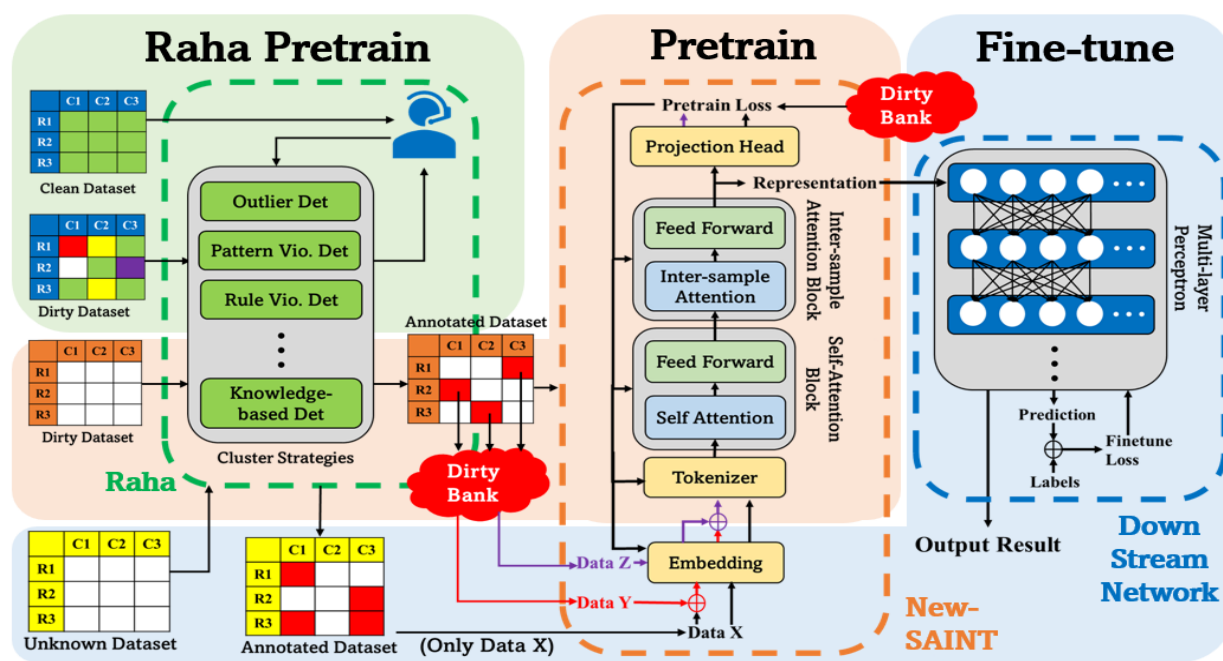 Raha Pretrain
Pretrain
Fine-tune
C1 C2 C3
R1
R2
R3
Clean Dataset
C1 C2 C3
R1
R2
R3
Dirty Dataset
C1 C2 C3
R1
R2
R3
Dirty Dataset
Outlier Det
Pattern Vio. Det
Rule Vio. Det
Knowledge-
based Det
Cluster Strategies
Raha
Annotated Dataset
C1 C2 C3
R1
R2
R3
Dirty
Bank
C1 C2 C3
R1
R2
R3
Unknown Dataset
C1 C2 C3
R1
R2
R3
Annotated Dataset
(Only Data X)
Pretrain Loss
Dirty
Bank
Projection Head
Representation
Feed Forward
Inter-sample
Attention
Inter-sample
Attention Block
Feed Forward
Self Attention
Self-Attention
Block
Tokenizer
Embedding
Data Z
Data Y
Data X
New-
SAINT
Multi-layer
Perceptron
Prediction
Finetune
Loss
Labels
Output Result
Down
Stream
Network